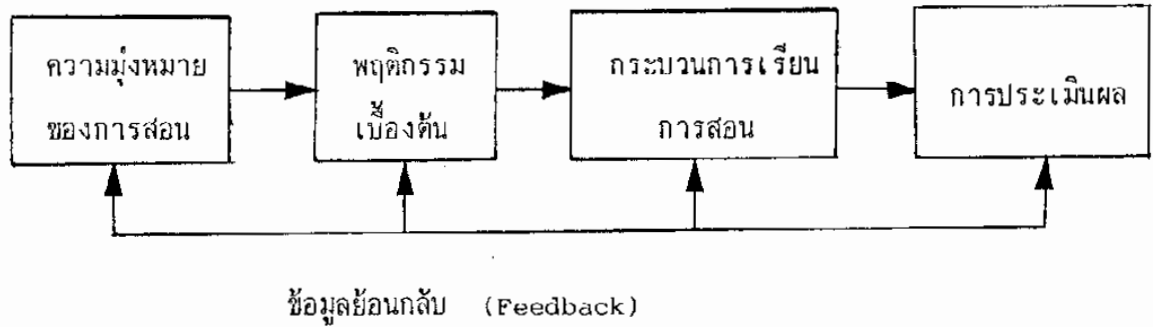 ความมุ่งหมาย
ของการสอน
พฤติกรรม
เบื้องต้น
กระบวนการเรียน
การสอน
การประเมินผล
ข้อมูลย้อนกลับ (Feedback)